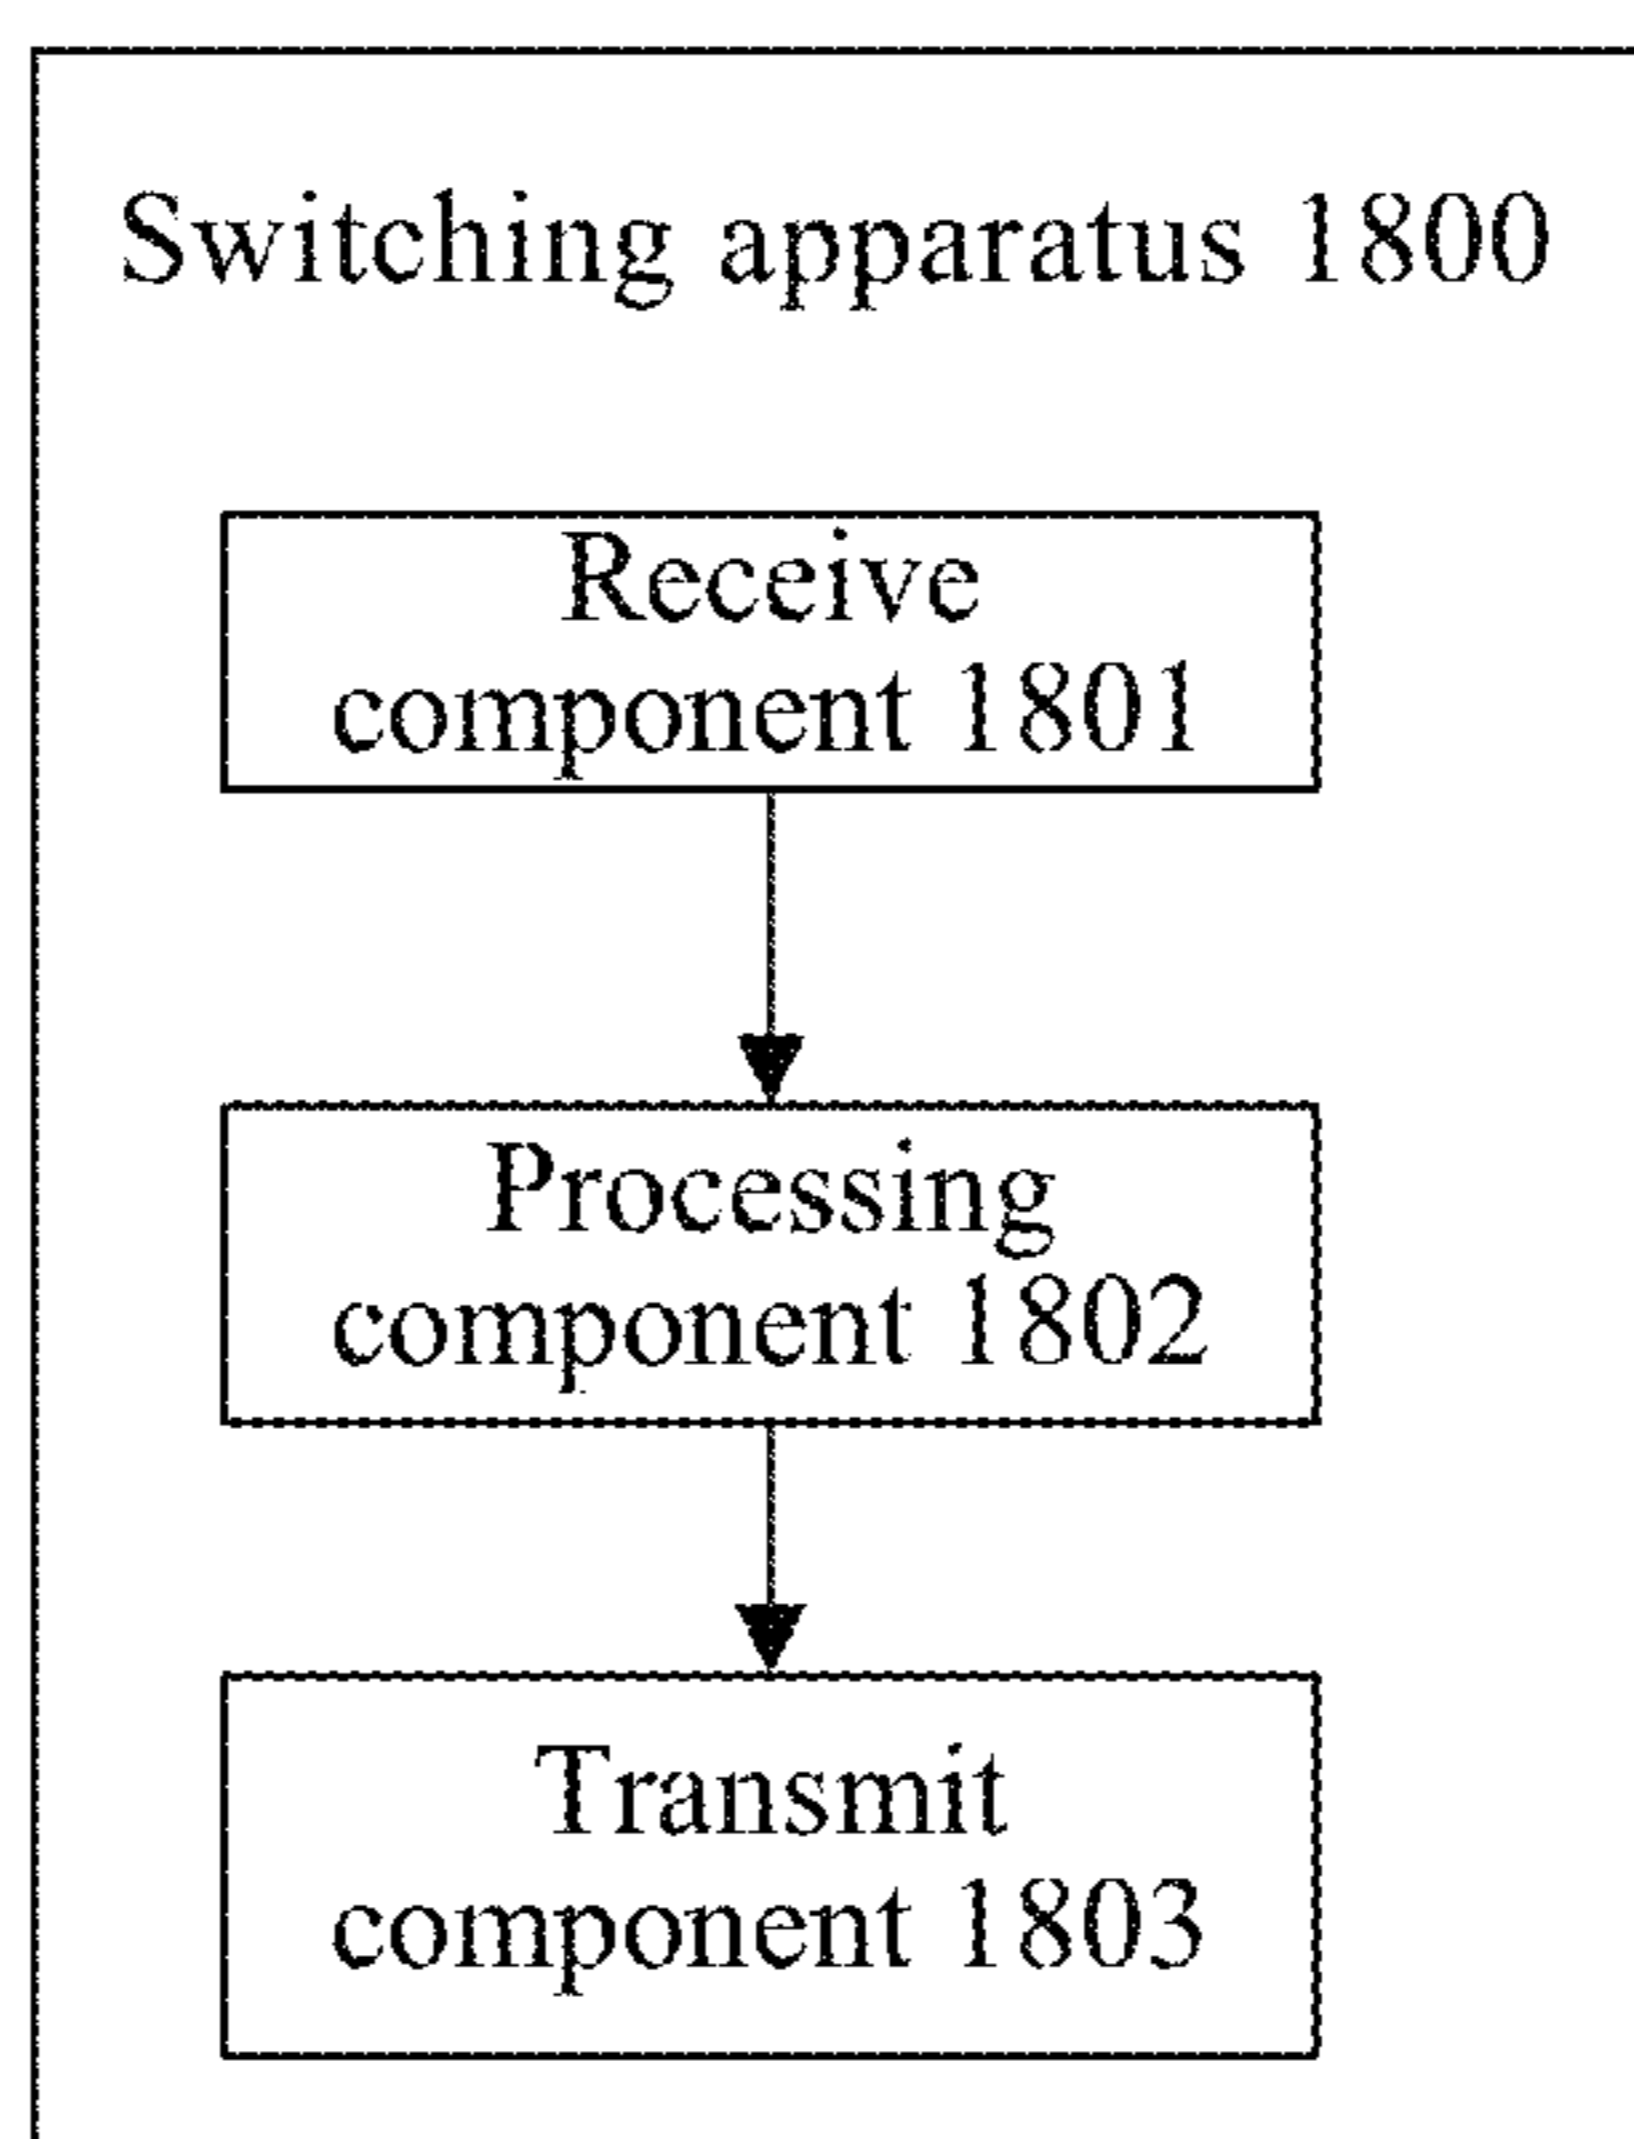 Switching apparatus 1800
Receive
component 1801
Processing
component 1802
Transmit
component 1803